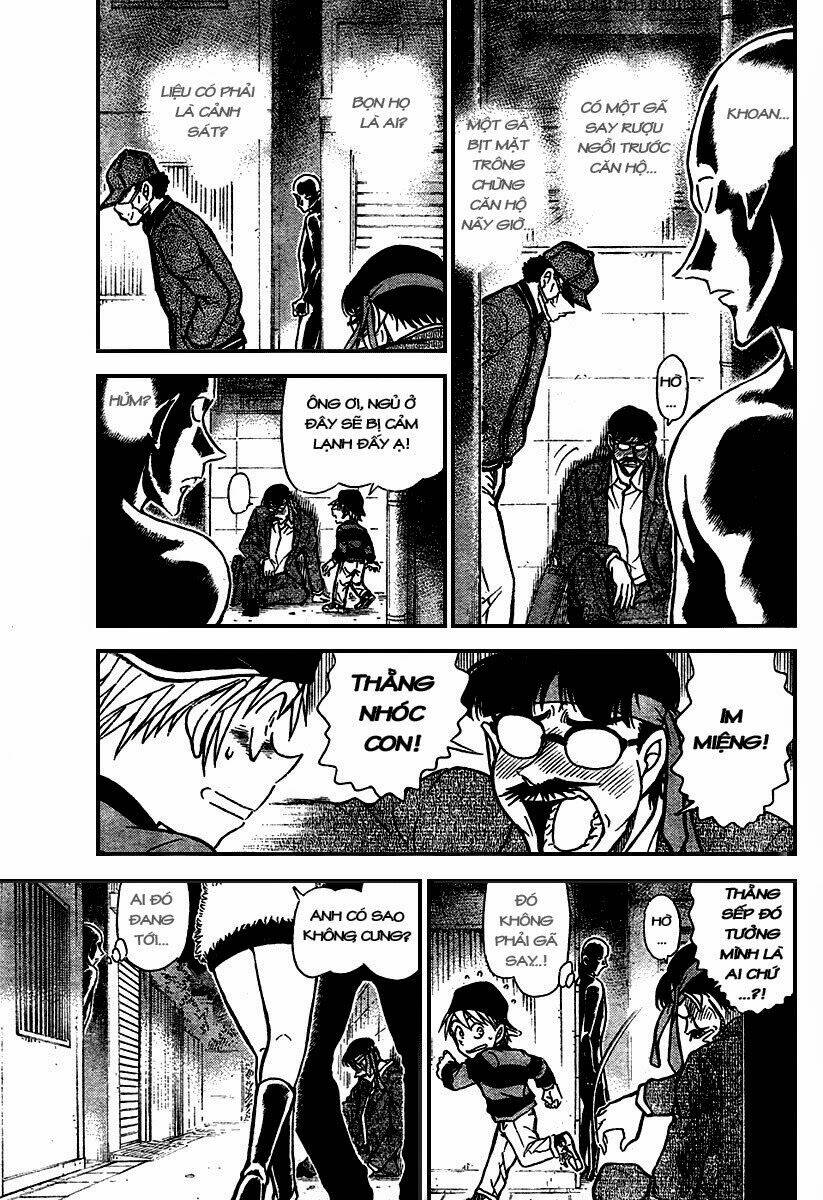 KHOAN...
CÓ MỘT GÃ
SAY RƯỢU
NGỒI TRƯỚC
CĂN HỘ...
MỘT GÃ
BỊT MẶT
TRÔNG
CHỪNG
CĂN HỘ
NÃY GIỜ...
HỜ
...
BỌN HỌ
LÀ AI?
LIỆU CÓ PHẢI
LÀ CẢNH
SÁT?
ÔNG ƠI, NGỦ Ở
ĐÂY SẼ BỊ CẢM
LẠNH ĐẤY Ạ!
...
HỬM?
IM
MIỆNG!
THẰNG
NHÓC
CON!
THẰNG
SẾP ĐÓ
TƯỞNG
MÌNH LÀ
AI CHỨ
...?!
HỜ
...
ĐÓ
KHÔNG
PHẢI GÃ
SAY..!
ANH CÓ SAO
KHÔNG, CƯNG?
AI ĐÓ
ĐANG
TỚI...